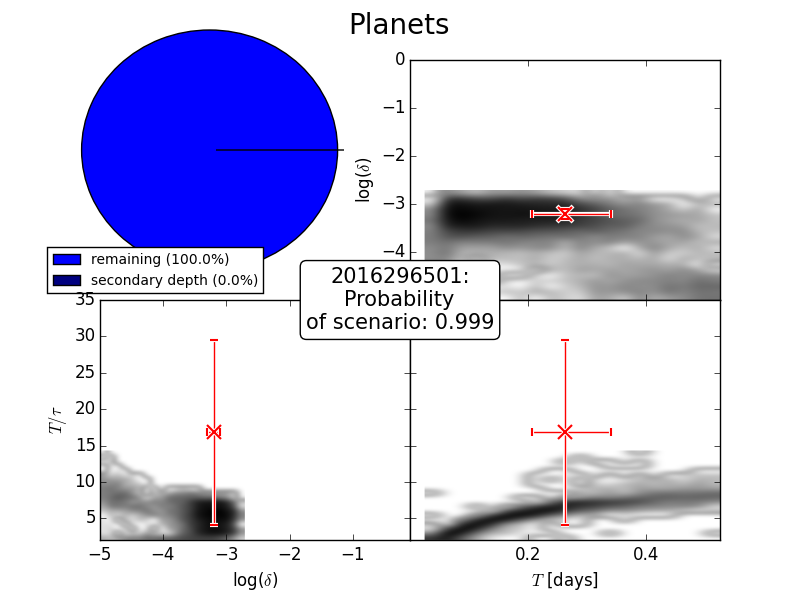 Planets
remaining (100.0%)
secondary depth (0.0%)
0
−1
−2
−3
−4
log(δ)
2016296501:
Probability
of scenario: 0.999
35
30
25
20
15
10
5
T/τ
−5
−4
−3
−2
−1
log(δ)
0.2
0.4
T [days]